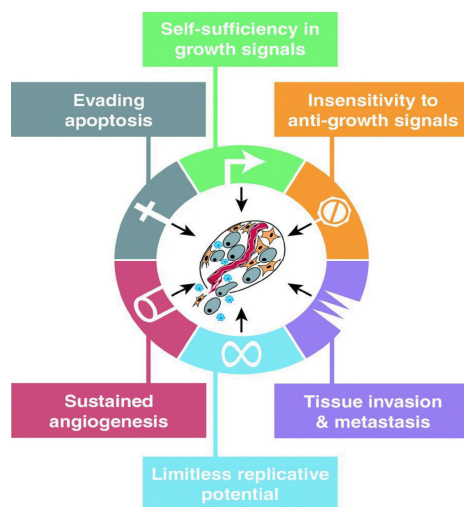 Self-sufficiency in
growth signals
Evading
apoptosis
Insensitivity to
anti-growth signals
Sustained
angiogenesis
Tissue invasion
& metastasis
Limitless replicative
potential